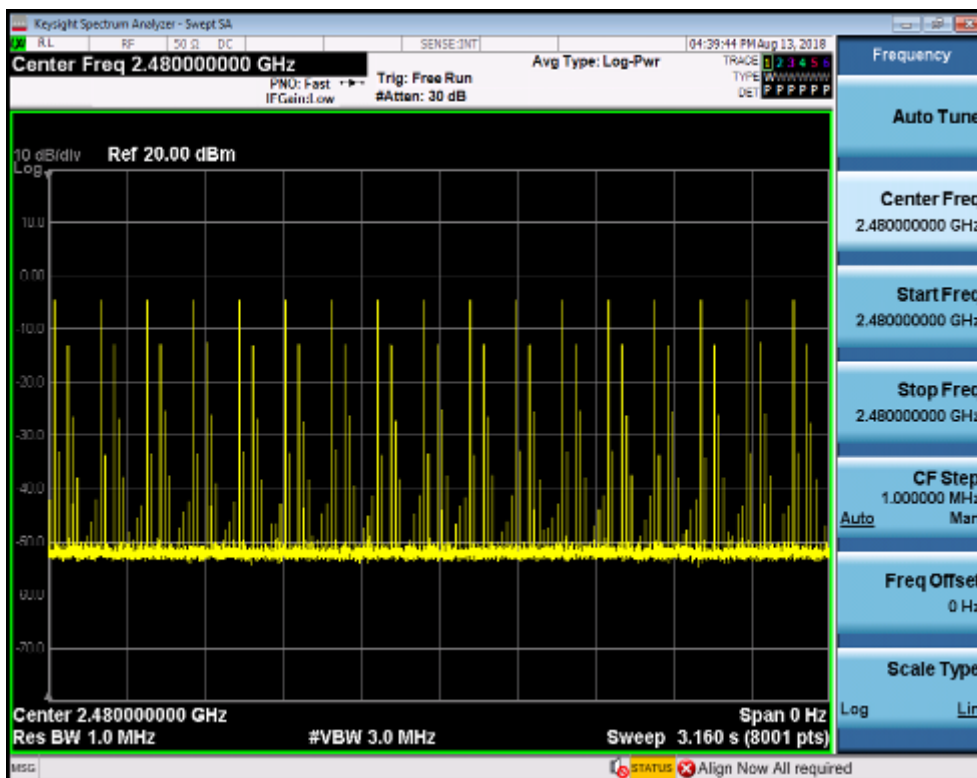 Keysight Spectrum Analyzer - Swept SA
RL RF 50 Ω DC SENSE:INT 04:39:44 PM Aug 13, 2018
Center Freq 2.480000000 GHz
Avg Type: Log-Pwr
TRACE 1 2 3 4 5 6
PNO: Fast
Trig: Free Run
TYPE WWWWWW
IFGain:Low
#Atten: 30 dB
DET P P P P P P
10 dB/div Ref 20.00 dBm
Log
10.0
0.00
-10.0
-20.0
-30.0
-40.0
-50.0
-60.0
-70.0
Center 2.480000000 GHz Span 0 Hz
Res BW 1.0 MHz #VBW 3.0 MHz Sweep 3.160 s (8001 pts)
MSG STATUS Align Now All required
Frequency
Auto Tune
Center Freq
2.480000000 GHz
Start Freq
2.480000000 GHz
Stop Freq
2.480000000 GHz
CF Step
1.000000 MHz
Auto Man
Freq Offset
0 Hz
Scale Type
Log Lin